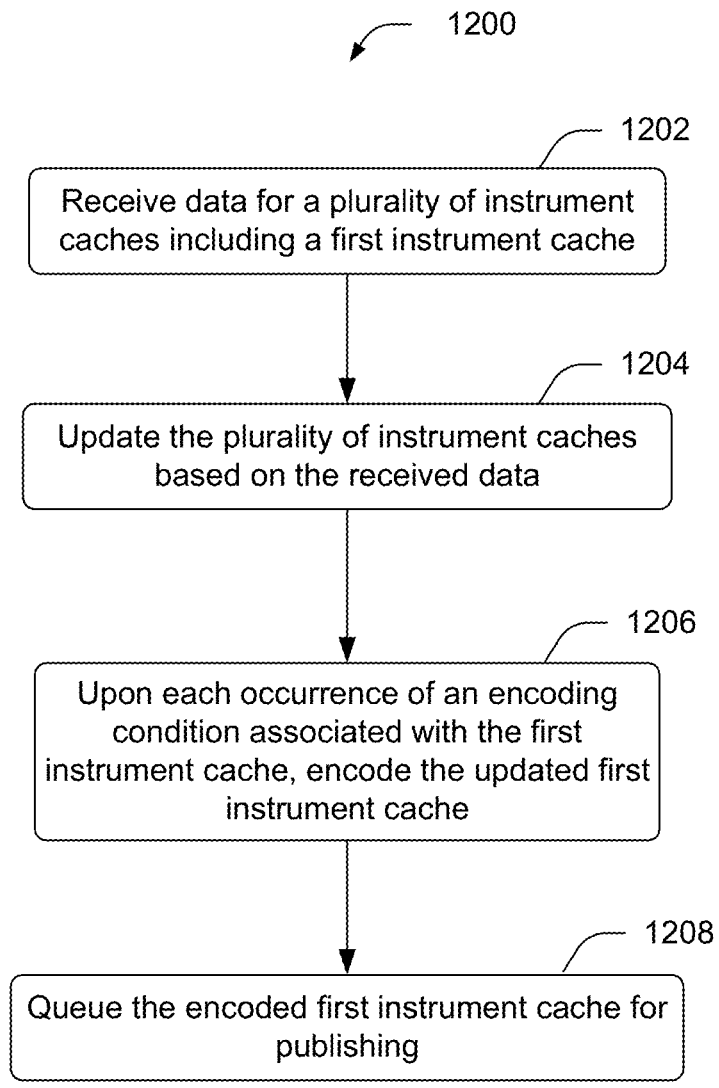 1200
1202
Receive data for a plurality of instrument
caches including a first instrument cache
1204
Update the plurality of instrument caches
based on the received data
1206
Upon each occurrence of an encoding
condition associated with the first
instrument cache, encode the updated first
instrument cache
1208
Queue the encoded first instrument cache for
publishing